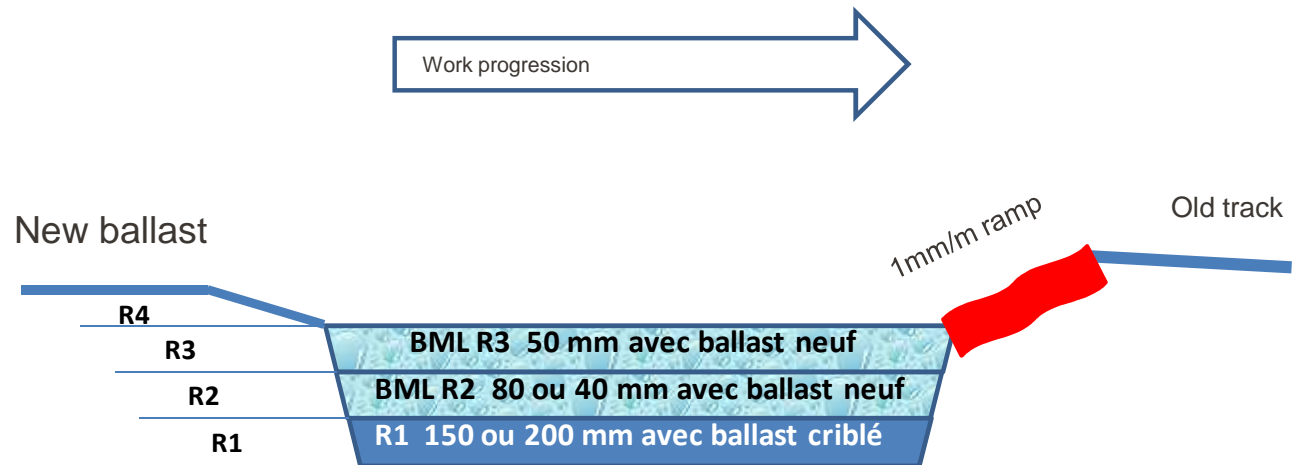 Work progression
Old track
1mm/m ramp
New ballast
R4
BML R3 50 mm avec ballast neuf
R3
BML R2 80 ou 40 mm avec ballast neuf
R2
R1 150 ou 200 mm avec ballast criblé
R1